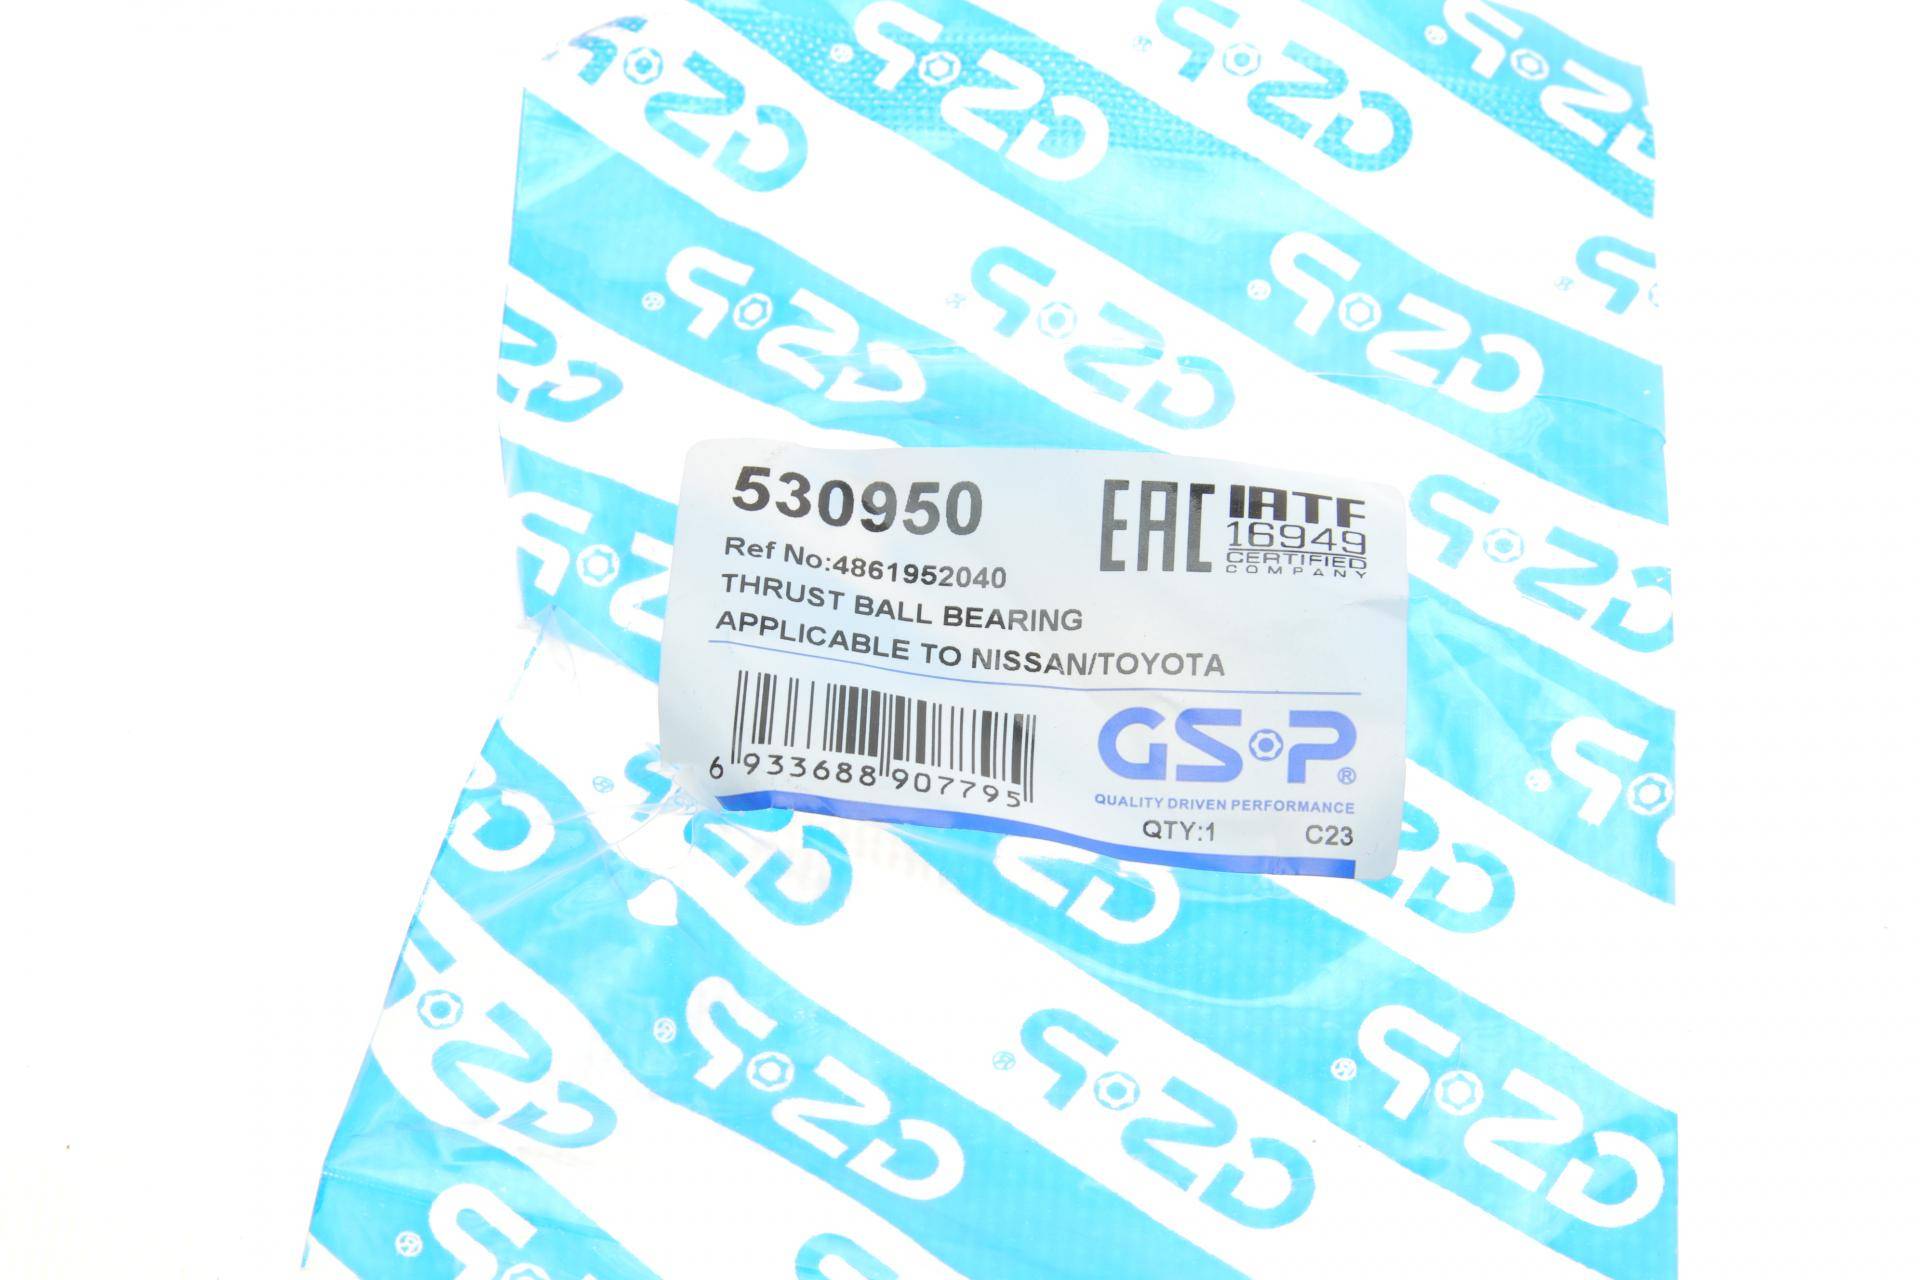 530950
EAC
IATF
16949
CERTIFIED
COMPANY
Ref No:4861952040
THRUST BALL BEARING
APPLICABLE TO NISSAN/TOYOTA
6 933688 907795
GSP®
QUALITY DRIVEN PERFORMANCE
QTY:1 C23